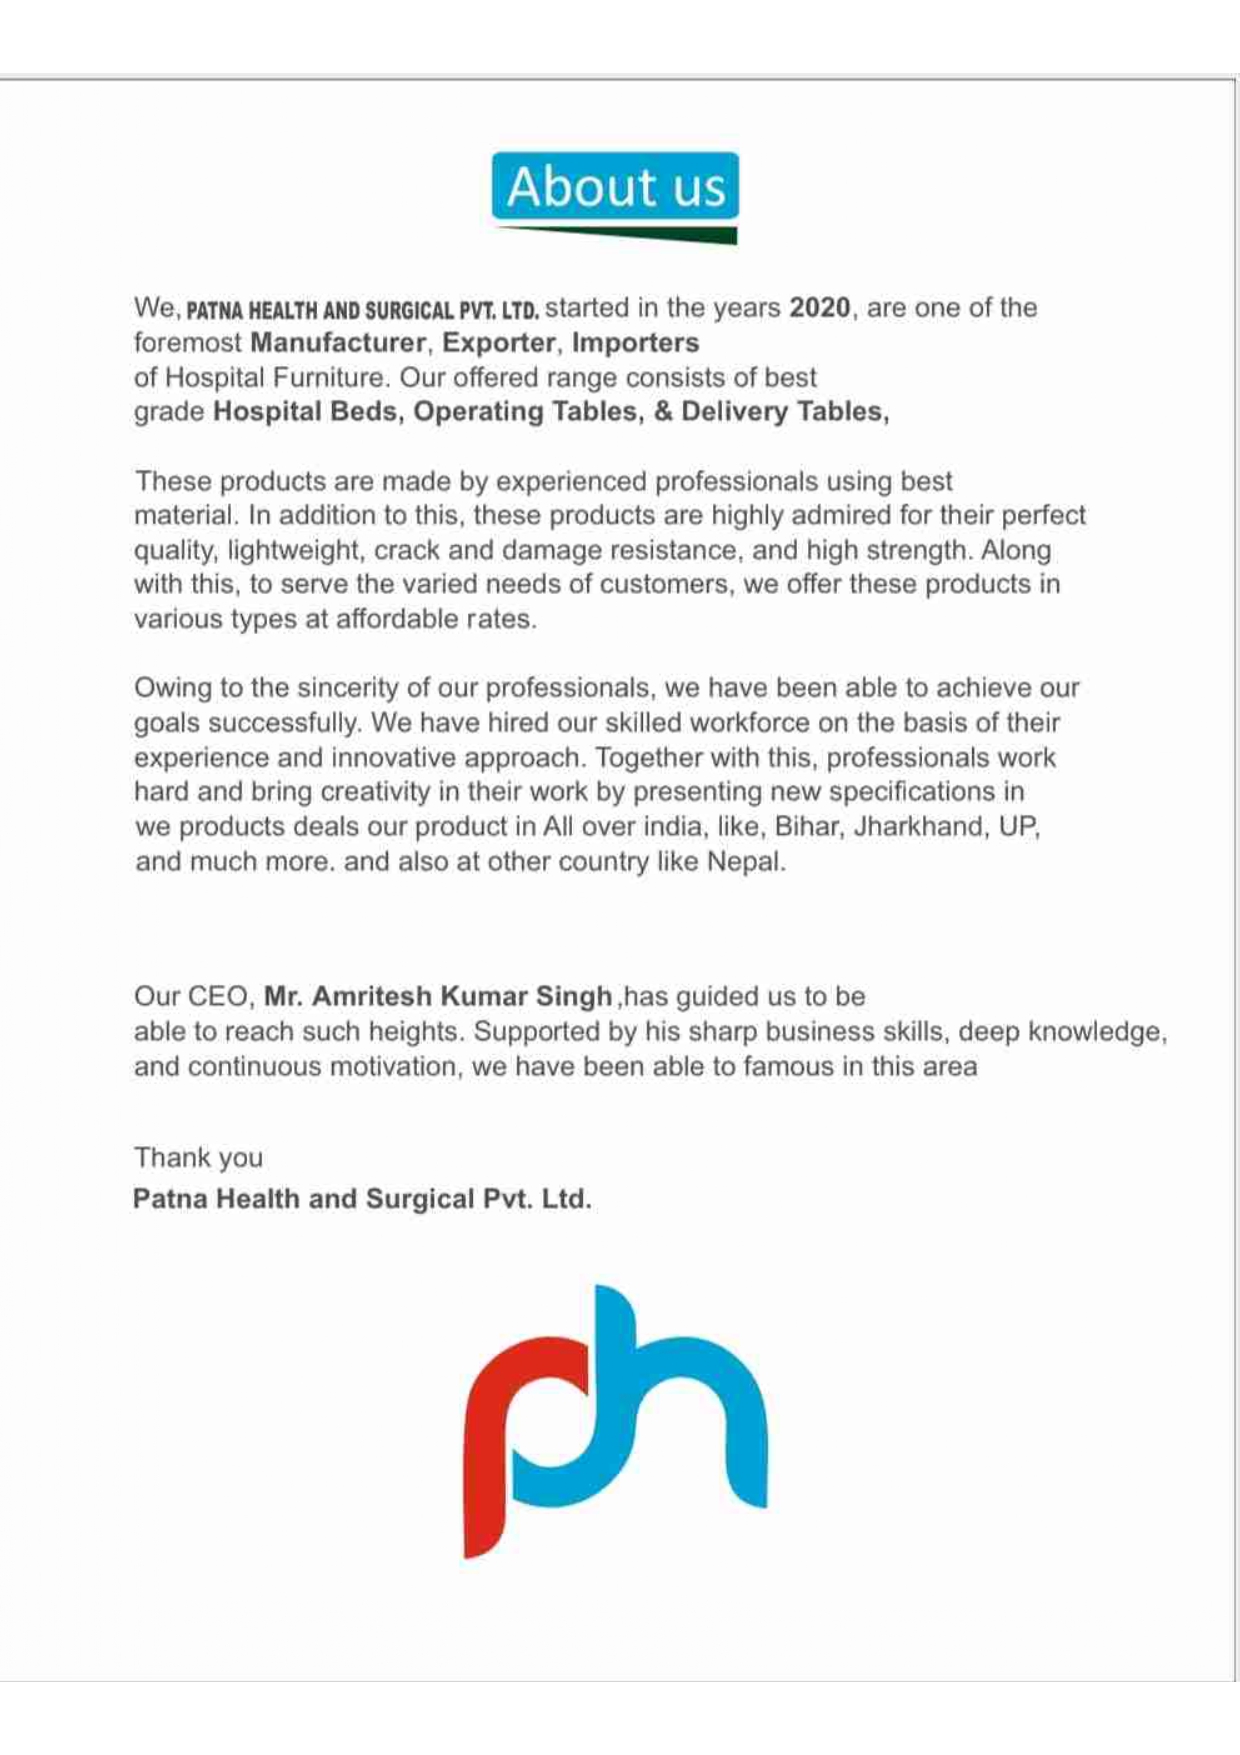 About us
We, PATNA HEALTH AND SURGICAL PVT. LTD. started in the years 2020, are one of the
foremost Manufacturer, Exporter, Importers
of Hospital Furniture. Our offered range consists of best
grade Hospital Beds, Operating Tables, & Delivery Tables,
These products are made by experienced professionals using best
material. In addition to this, these products are highly admired for their perfect
quality, lightweight, crack and damage resistance, and high strength. Along
with this, to serve the varied needs of customers, we offer these products in
various types at affordable rates.
Owing to the sincerity of our professionals, we have been able to achieve our
goals successfully. We have hired our skilled workforce on the basis of their
experience and innovative approach. Together with this, professionals work
hard and bring creativity in their work by presenting new specifications in
we products deals our product in All over india, like, Bihar, Jharkhand, UP,
and much more. and also at other country like Nepal.
Our CEO, Mr. Amritesh Kumar Singh ,has guided us to be
able to reach such heights. Supported by his sharp business skills, deep knowledge,
and continuous motivation, we have been able to famous in this area
Thank you
Patna Health and Surgical Pvt. Ltd.
ph